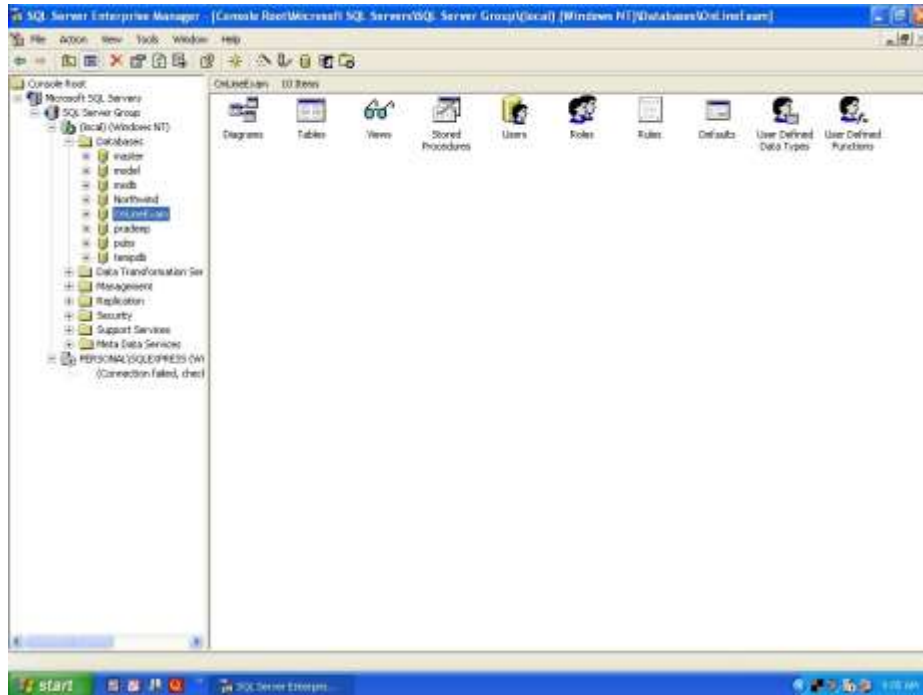 SQL Server Enterprise Manager - [Console Root\Microsoft SQL Servers\SQL Server Group\(local) (Windows NT)\Databases\OnLineExam]
File Action View Tools Window Help
Console Root
Microsoft SQL Servers
SQL Server Group
(local) (Windows NT)
Databases
master
model
msdb
Northwind
OnLineExam
pradeep
pubs
tempdb
Data Transformation Ser
Management
Replication
Security
Support Services
Meta Data Services
PERSONAL\SQLEXPRESS (Wi
(Connection failed, check
OnLineExam 10 Items
Diagrams
Tables
Views
Stored
Procedures
Users
Roles
Rules
Defaults
User Defined
Data Types
User Defined
Functions
start
SQL Server Enterpri...